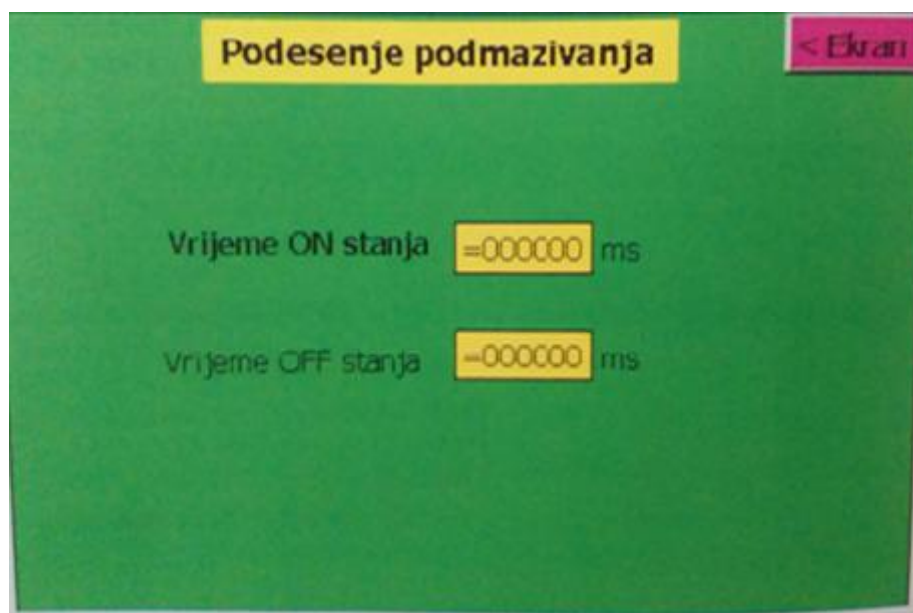 Podesenje podmazivanja
< Ekran
Vrijeme ON stanja =000000 ms
Vrijeme OFF stanja =000000 ms